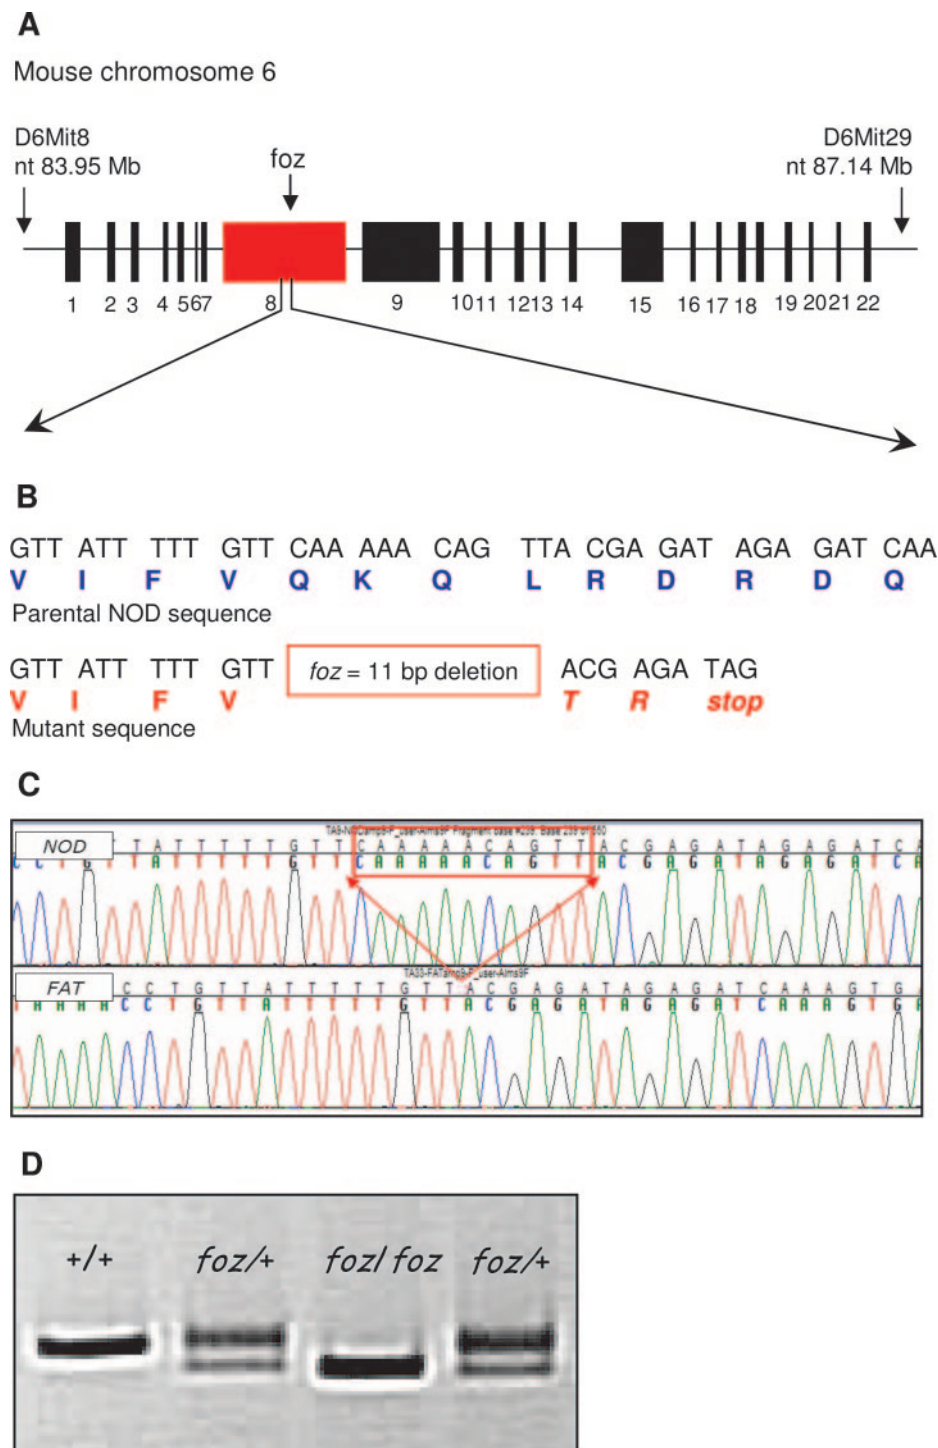 A
Mouse chromosome 6
D6Mit8
nt 83.95 Mb
foz
D6Mit29
nt 87.14 Mb
1 2 3 4 5 6 7 8 9 10 11 12 13 14 15 16 17 18 19 20 21 22
B
GTT ATT TTT GTT CAA AAA CAG TTA CGA GAT AGA GAT CAA
V I F V Q K Q L R D R D Q
Parental NOD sequence
GTT ATT TTT GTT foz = 11 bp deletion ACG AGA TAG
V I F V T R stop
Mutant sequence
C
NOD
T A T T T T T G T T C A A A A A C A G T T A C G A G A T A G A G A T C A
C C T G T T A T T T T T G T T C A A A A A C A G T T A C G A G A T A G A G A T C A
FAT
C C T G T T A T T T T T G T T A C G A G A T A G A G A T C A A A G T G
A A A A C C T G T T A T T T T T G T T A C G A G A T A G A G A T C A A A G T G A
D
+/+ foz/+ foz/foz foz/+